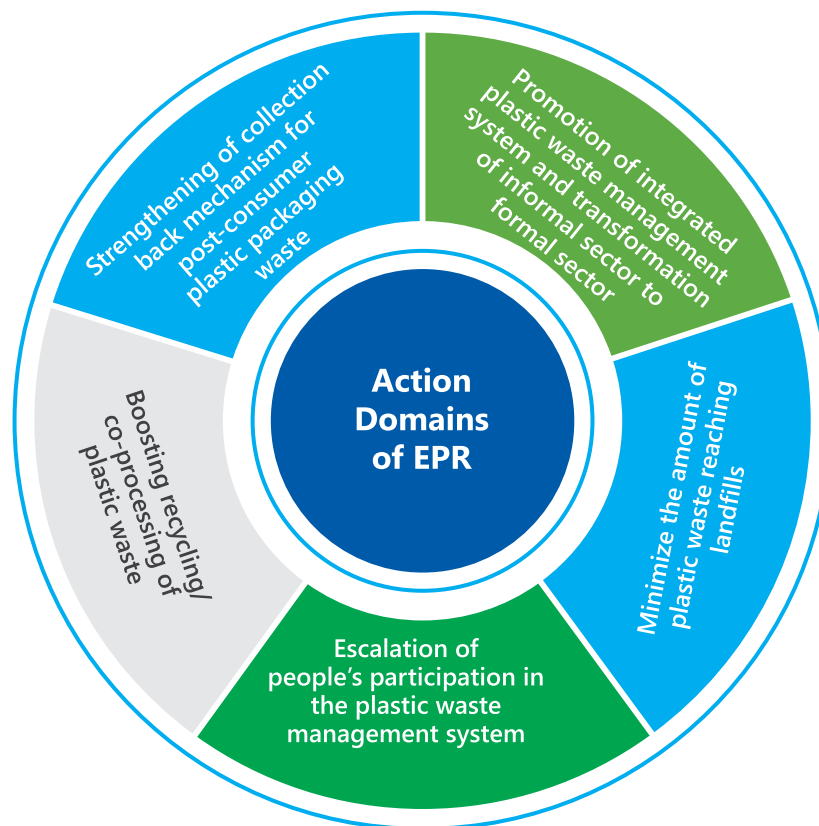 Action
Domains
of EPR
Promotion of integrated
plastic waste management
system and transformation
of informal sector to
formal sector
Minimize the amount of
plastic waste reaching
landfills
Escalation of
people’s participation in
the plastic waste
management system
Boosting recycling/
co-processing of
plastic waste
Strengthening of collection
back mechanism for
post-consumer
plastic packaging
waste